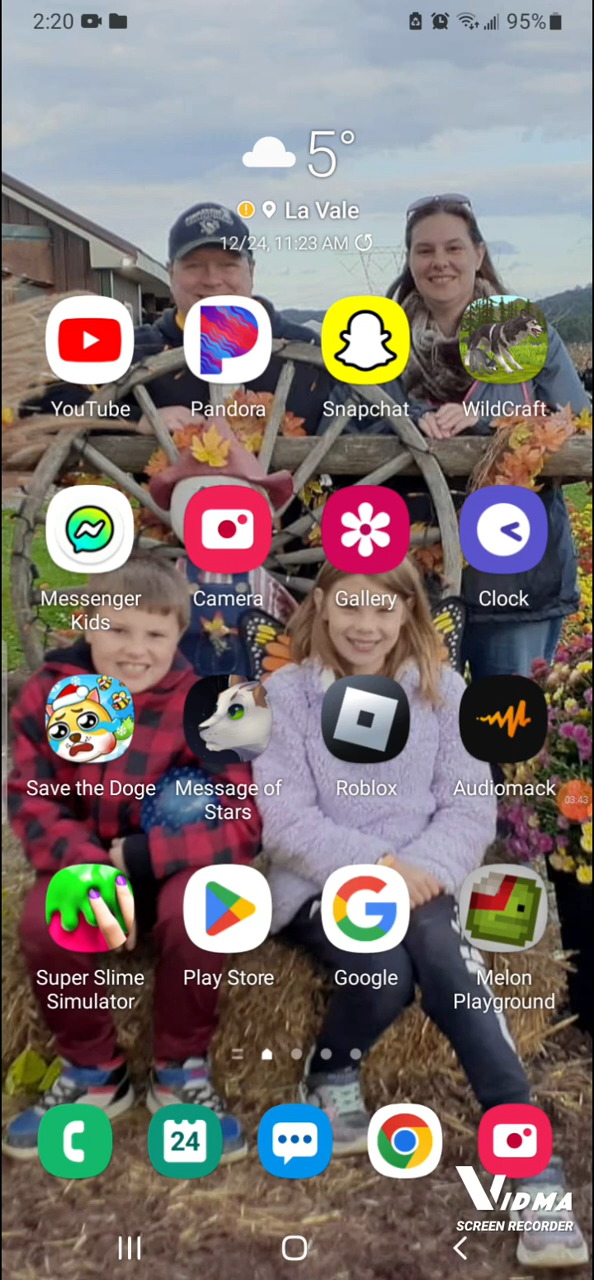 2:20
95%
5°
La Vale
12/24, 11:23 AM
YouTube
Pandora
Snapchat
WildCraft
Messenger Kids
Camera
Gallery
Clock
Save the Doge
Message of Stars
Roblox
Audiomack
03:43
Super Slime Simulator
Play Store
Google
Melon Playground
24
VIDMA
SCREEN RECORDER